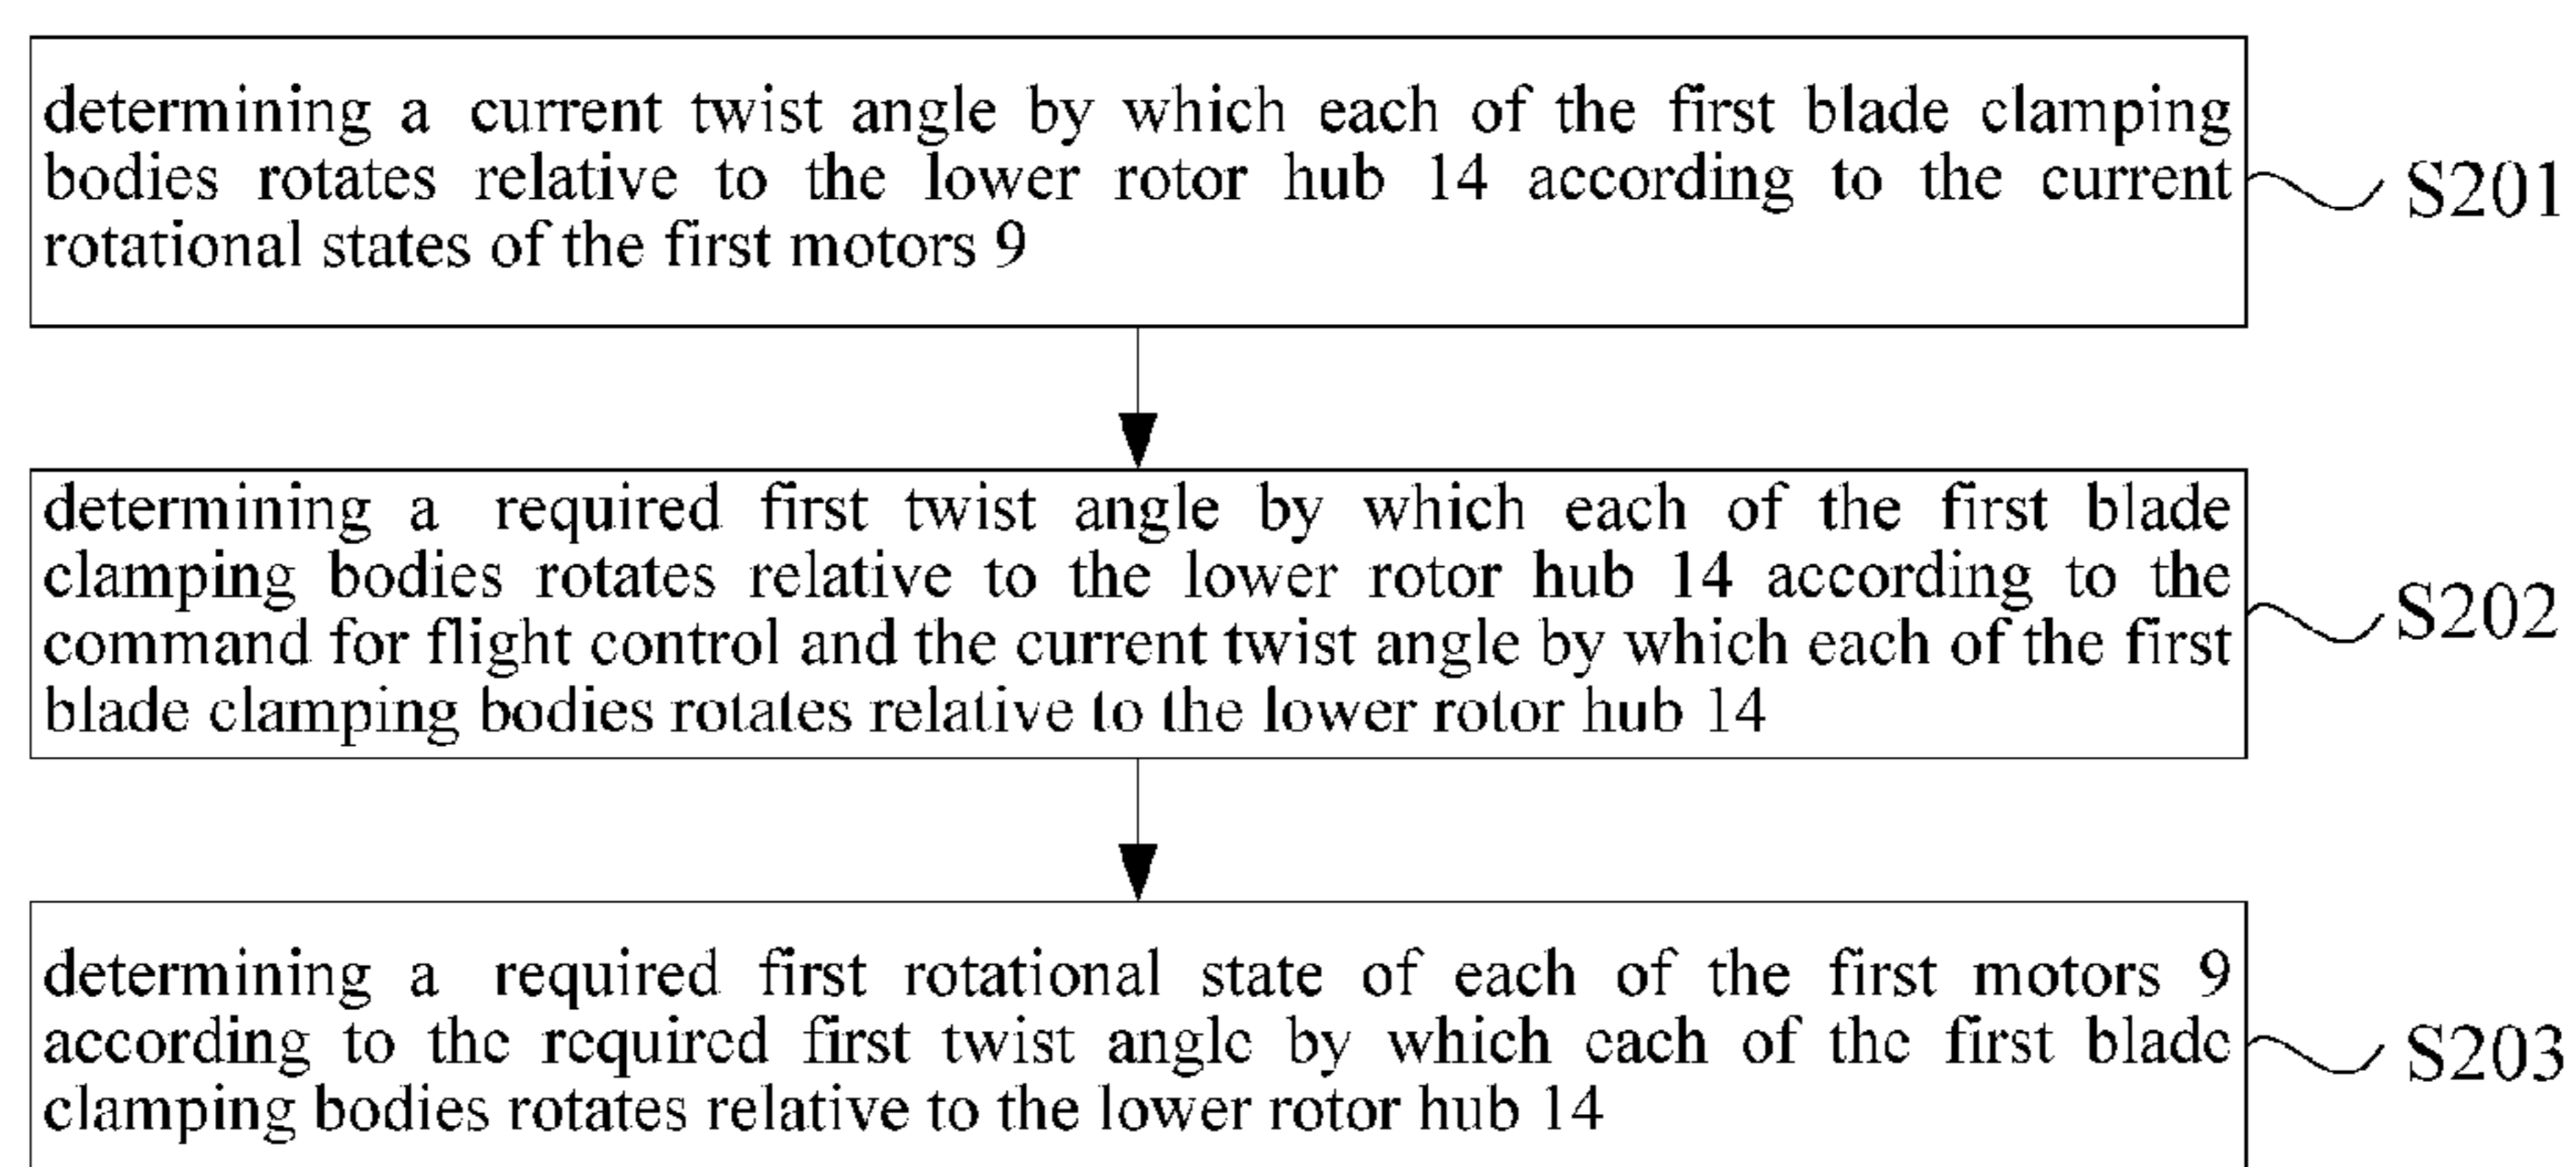 determining a current twist angle by which each of the first blade clamping
bodies rotates relative to the lower rotor hub 14 according to the current
rotational states of the first motors 9
S201
determining a required first twist angle by which each of the first blade
clamping bodies rotates relative to the lower rotor hub 14 according to the
command for flight control and the current twist angle by which each of the first
blade clamping bodies rotates relative to the lower rotor hub 14
S202
determining a required first rotational state of each of the first motors 9
according to the required first twist angle by which each of the first blade
clamping bodies rotates relative to the lower rotor hub 14
S203